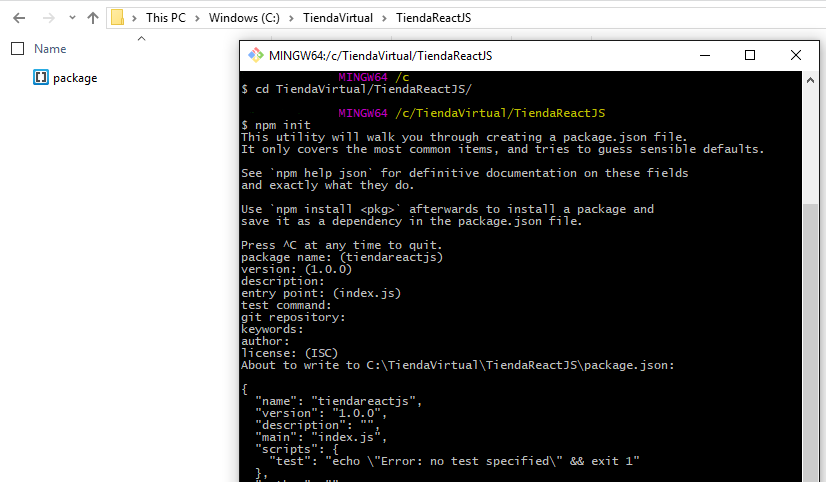 This PC > Windows (C:) > TiendaVirtual > TiendaReactJS
Name
package
MINGW64:/c/TiendaVirtual/TiendaReactJS
MINGW64 /c
$ cd TiendaVirtual/TiendaReactJS/
MINGW64 /c/TiendaVirtual/TiendaReactJS
$ npm init
This utility will walk you through creating a package.json file.
It only covers the most common items, and tries to guess sensible defaults.
See `npm help json` for definitive documentation on these fields
and exactly what they do.
Use `npm install <pkg>` afterwards to install a package and
save it as a dependency in the package.json file.
Press ^C at any time to quit.
package name: (tiendareactjs)
version: (1.0.0)
description:
entry point: (index.js)
test command:
git repository:
keywords:
author:
license: (ISC)
About to write to C:\TiendaVirtual\TiendaReactJS\package.json:
{
"name": "tiendareactjs",
"version": "1.0.0",
"description": "",
"main": "index.js",
"scripts": {
"test": "echo \"Error: no test specified\" && exit 1"
},